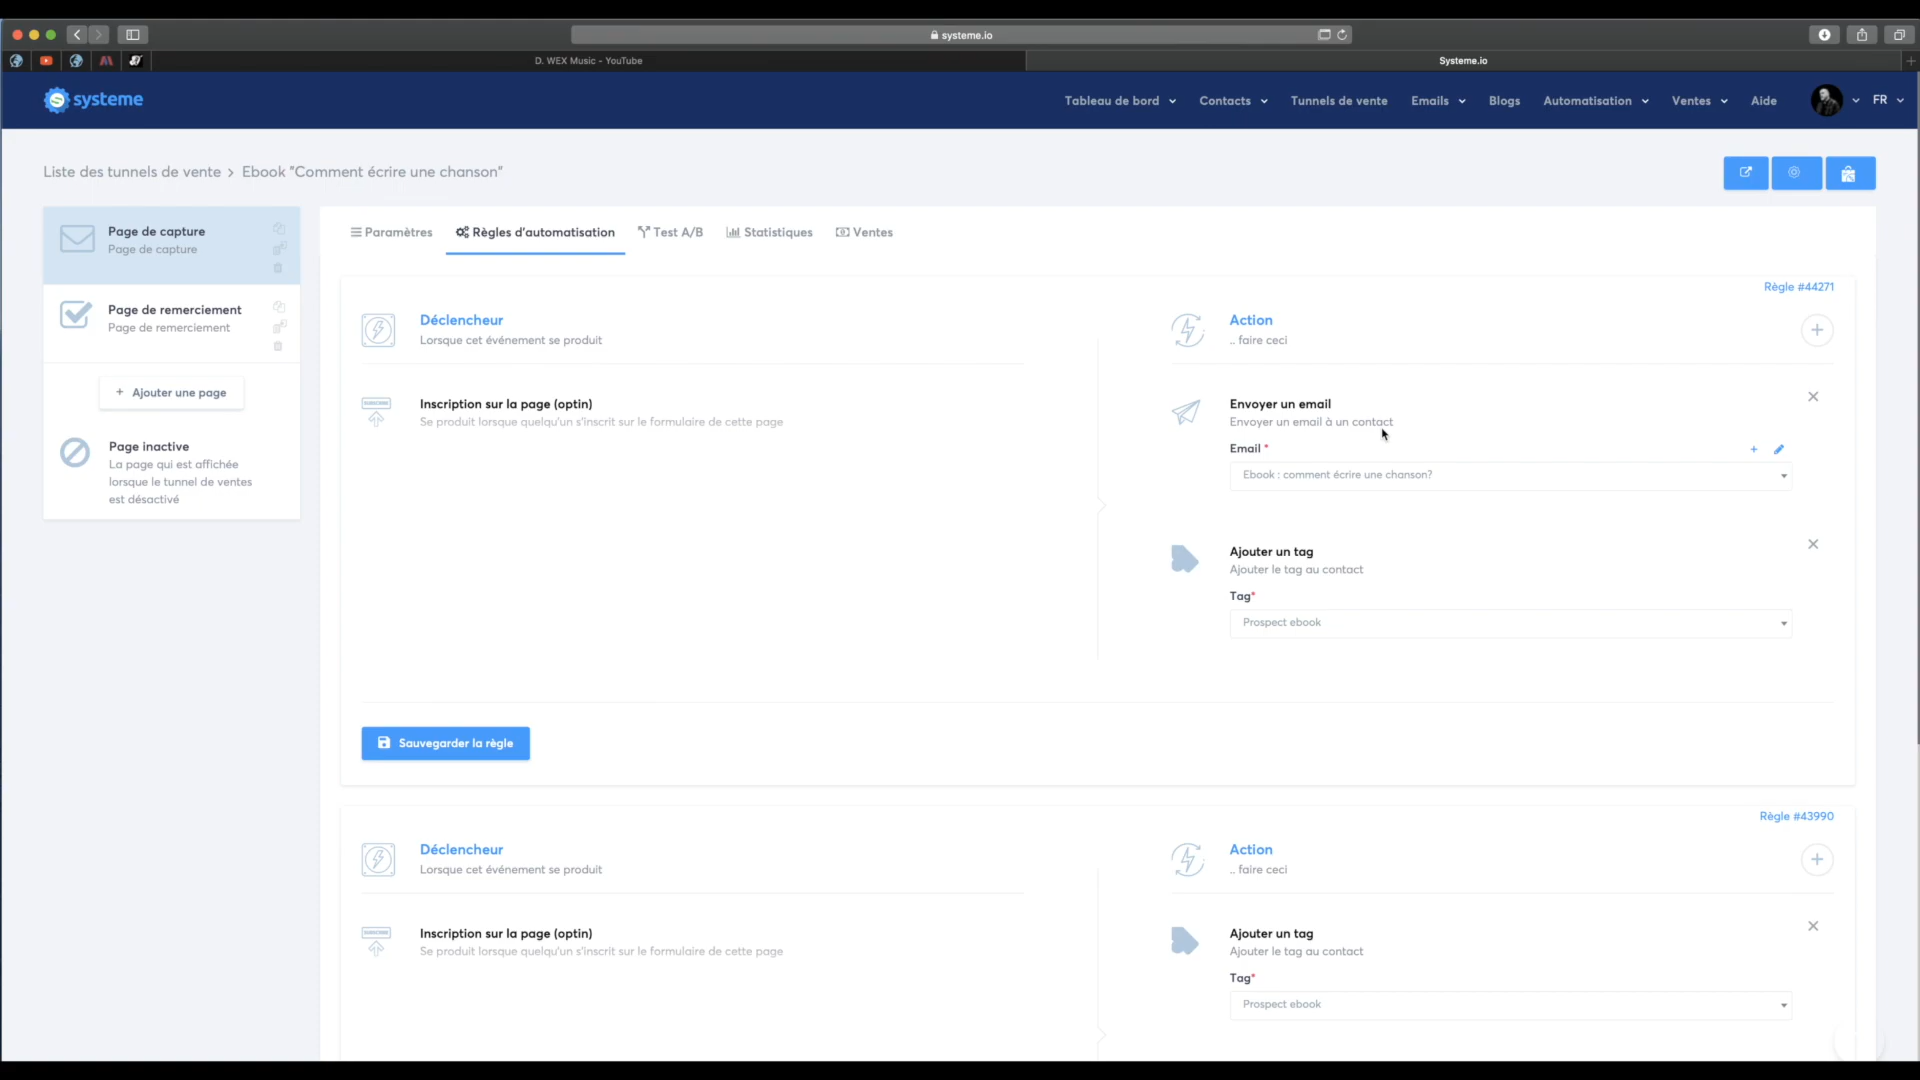 systeme.io
D. WEX Music - YouTube
Systeme.io
systeme
Tableau de bord
Contacts
Tunnels de vente
Emails
Blogs
Automatisation
Ventes
Aide
FR
Liste des tunnels de vente > Ebook "Comment écrire une chanson"
Page de capture
Page de capture
Page de remerciement
Page de remerciement
+ Ajouter une page
Page inactive
La page qui est affichée
lorsque le tunnel de ventes
est désactivé
Paramètres
Règles d'automatisation
Test A/B
Statistiques
Ventes
Règle #44271
Déclencheur
Lorsque cet événement se produit
Action
.. faire ceci
Inscription sur la page (optin)
Se produit lorsque quelqu'un s'inscrit sur le formulaire de cette page
Envoyer un email
Envoyer un email à un contact
Email *
Ebook : comment écrire une chanson?
Ajouter un tag
Ajouter le tag au contact
Tag*
Prospect ebook
Sauvegarder la règle
Règle #43990
Déclencheur
Lorsque cet événement se produit
Action
.. faire ceci
Inscription sur la page (optin)
Se produit lorsque quelqu'un s'inscrit sur le formulaire de cette page
Ajouter un tag
Ajouter le tag au contact
Tag*
Prospect ebook